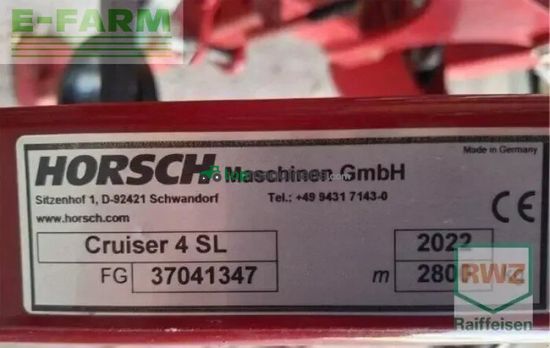 E-FARM
HORSCH Maschinen GmbH
Made in Germany
Sitzenhof 1, D-92421 Schwandorf Tel.: +49 9431 7143-0
www.horsch.com
CE
Cruiser 4 SL 2022
FG 37041347 m
RWZ
Raiffeisen